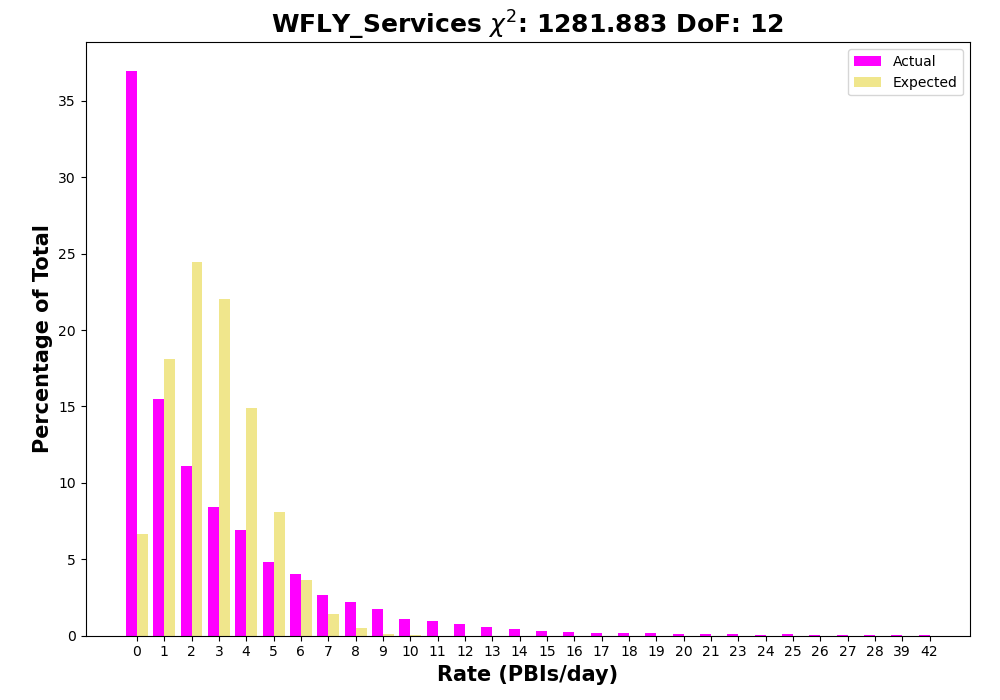 WFLY_Services χ²: 1281.883 DoF: 12
Actual
Expected
Percentage of Total
35
30
25
20
15
10
5
0
0 1 2 3 4 5 6 7 8 9 10 11 12 13 14 15 16 17 18 19 20 21 23 24 25 26 27 28 39 42
Rate (PBIs/day)